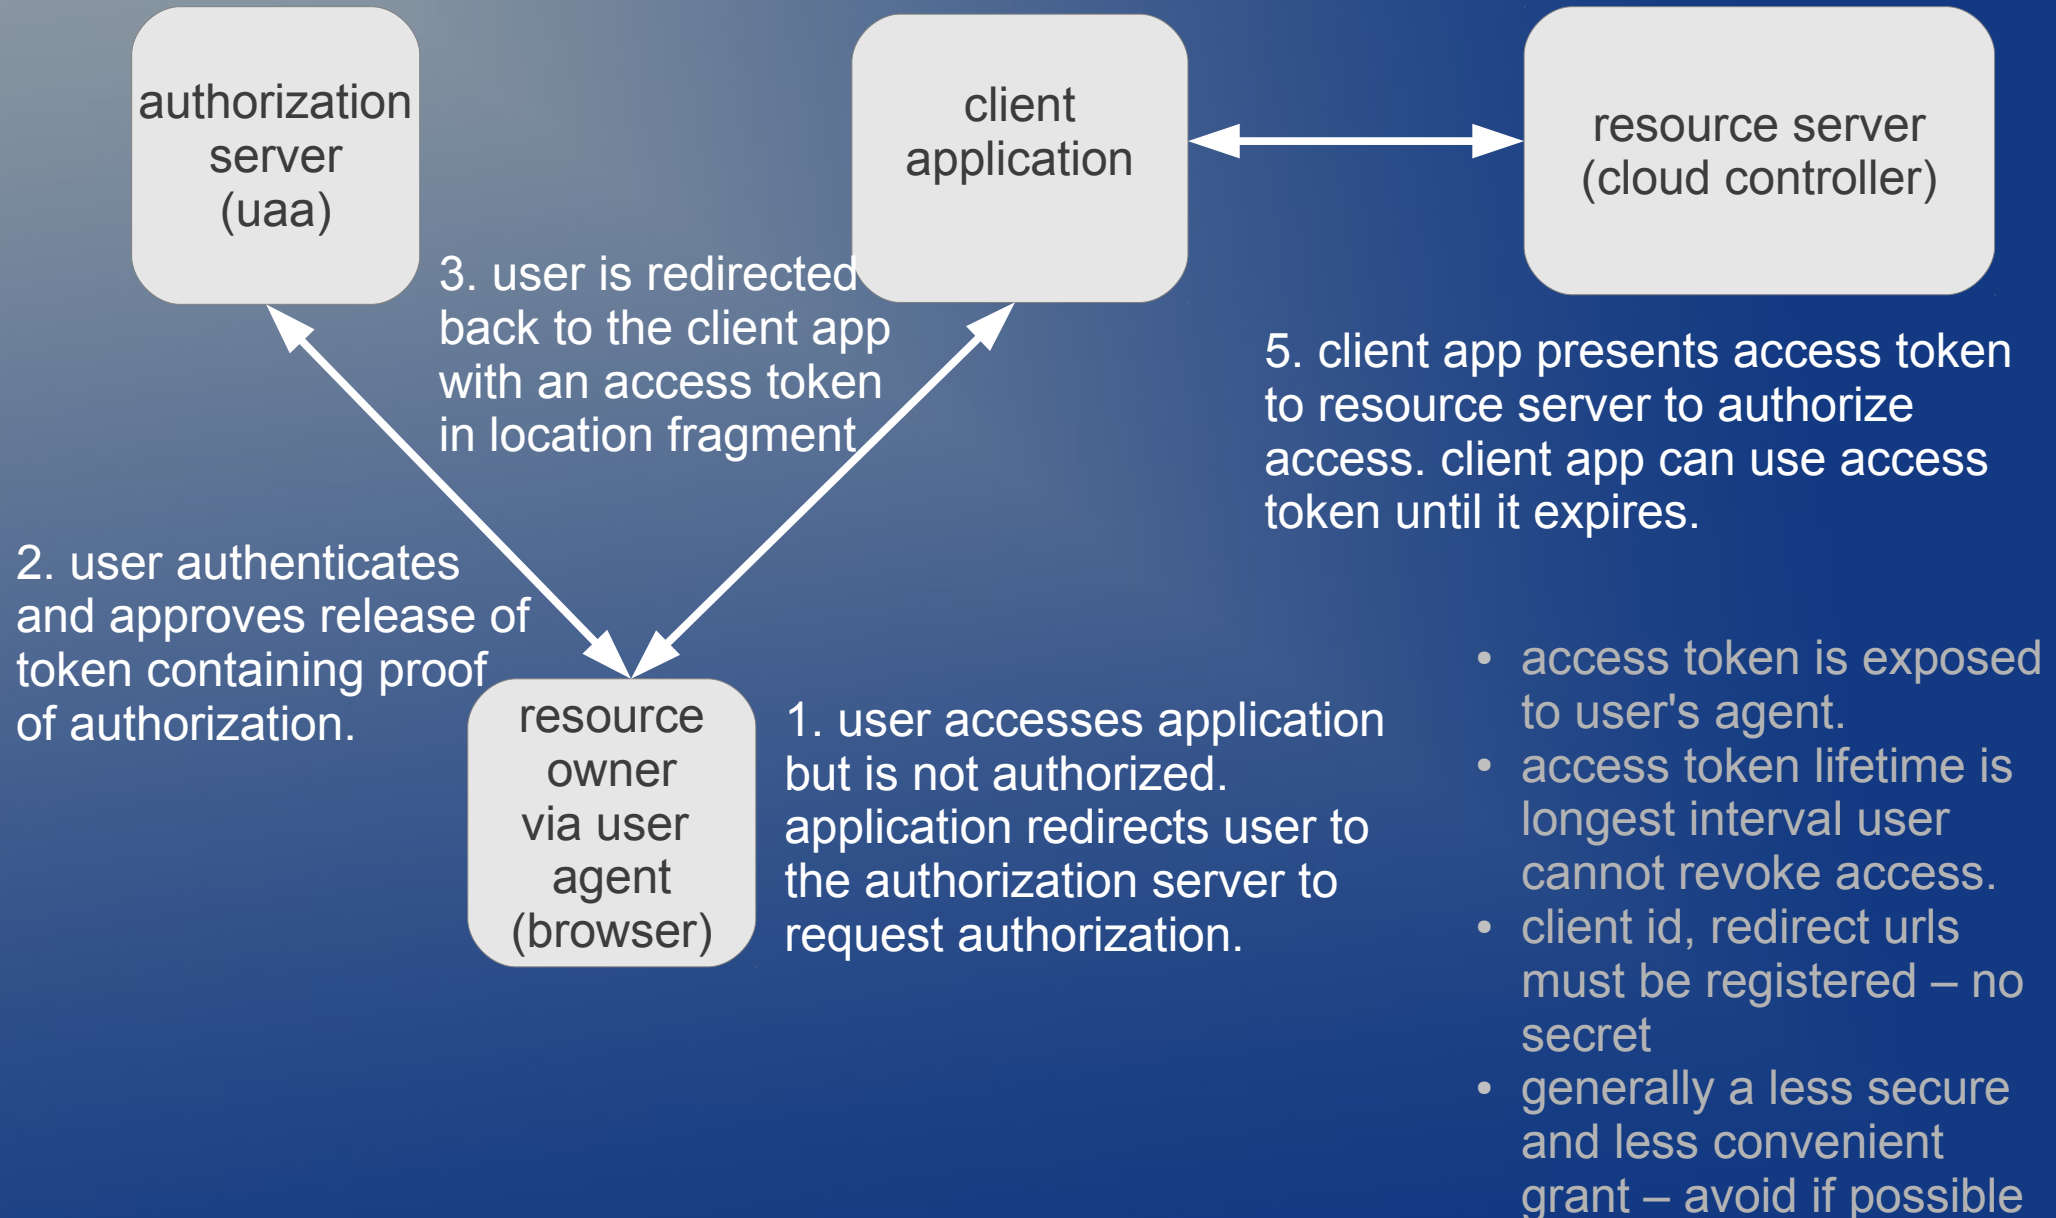 authorization
server
(uaa)
client
application
resource server
(cloud controller)
3. user is redirected
back to the client app
with an access token
in location fragment
5. client app presents access token
to resource server to authorize
access. client app can use access
token until it expires.
2. user authenticates
and approves release of
token containing proof
of authorization.
resource
owner
via user
agent
(browser)
1. user accesses application
but is not authorized.
application redirects user to
the authorization server to
request authorization.
• access token is exposed
to user's agent.
• access token lifetime is
longest interval user
cannot revoke access.
• client id, redirect urls
must be registered – no
secret
• generally a less secure
and less convenient
grant – avoid if possible